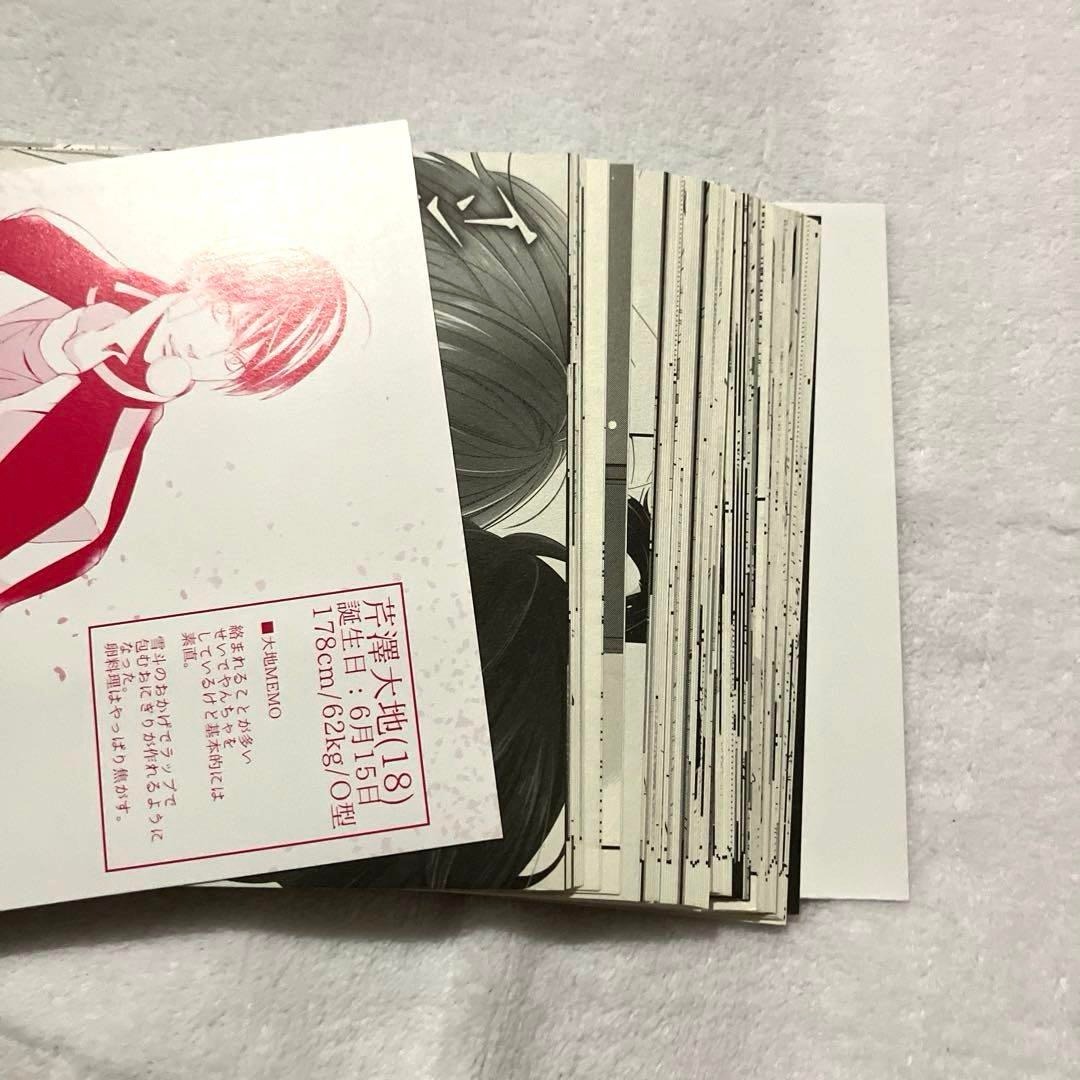 芹澤大地(18)
誕生日：6月15日
178cm/62kg/O型
■大地MEMO
絡まれることが多い
せいでやんちゃを
しているけど基本的には
素直。
雪斗のおかげでラップで
包むおにぎりが作れるように
なった。
卵料理はやっぱり焦がす。